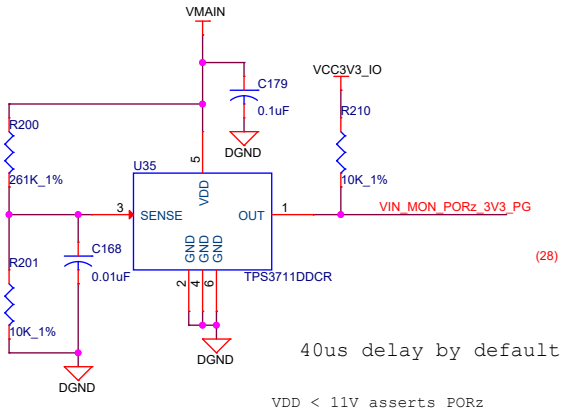 VMAIN
C179
0.1uF
DGND
VCC3V3_IO
R210
10K_1%
R200
261K_1%
U35
5
VDD
3
SENSE
OUT
1
VIN_MON_PORz_3V3_PG
C168
0.01uF
GND
GND
GND
2
4
6
TPS3711DDCR
(28)
R201
10K_1%
DGND
DGND
40us delay by default
VDD < 11V asserts PORz